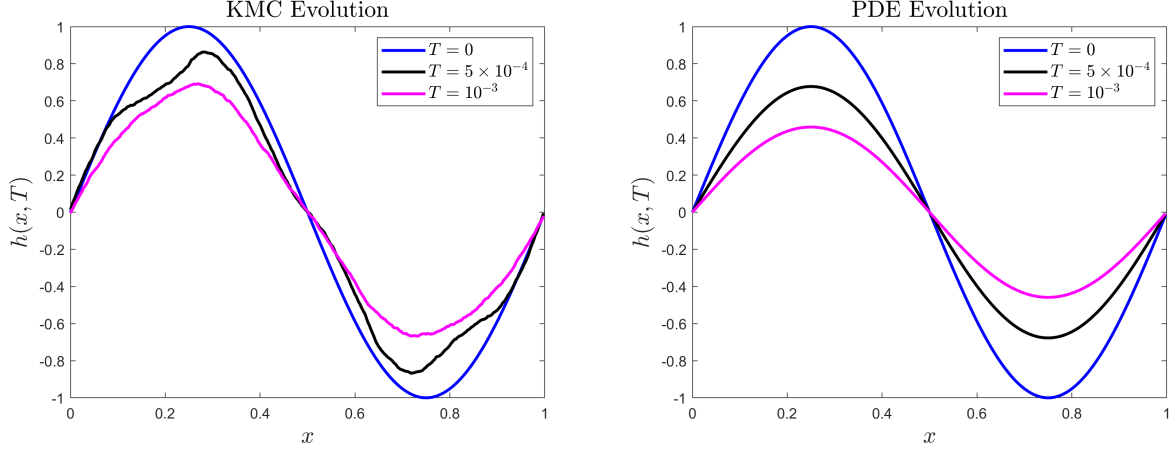 KMC Evolution
h(x, T)
1
0.8
0.6
0.4
0.2
0
-0.2
-0.4
-0.6
-0.8
-1
T = 0
T = 5 × 10⁻⁴
T = 10⁻³
0
0.2
0.4
0.6
0.8
1
x
PDE Evolution
h(x, T)
1
0.8
0.6
0.4
0.2
0
-0.2
-0.4
-0.6
-0.8
-1
T = 0
T = 5 × 10⁻⁴
T = 10⁻³
0
0.2
0.4
0.6
0.8
1
x